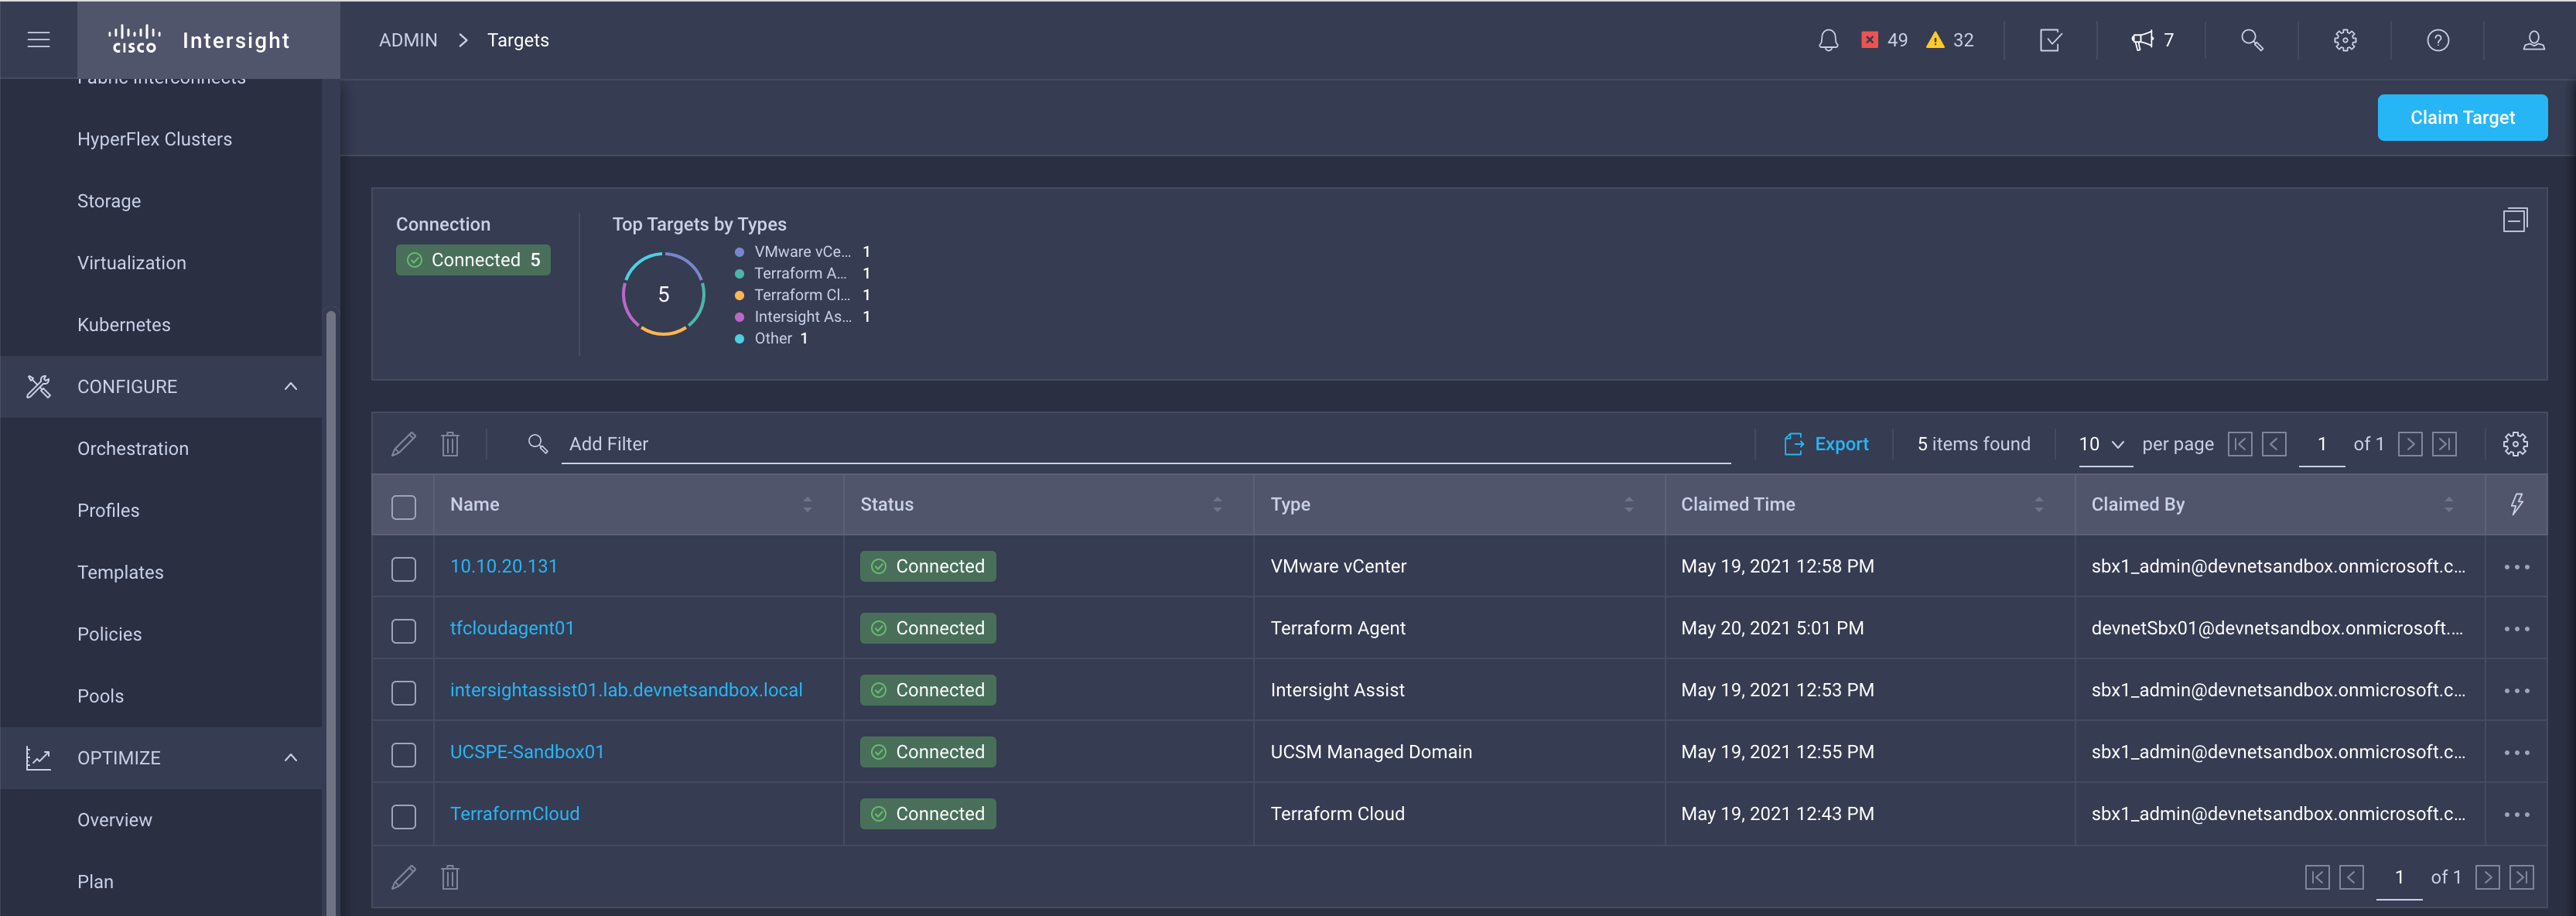 CISCO Intersight
ADMIN > Targets
49 32
7
Fabric Interconnects
HyperFlex Clusters
Storage
Virtualization
Kubernetes
CONFIGURE
Orchestration
Profiles
Templates
Policies
Pools
OPTIMIZE
Overview
Plan
Claim Target
Connection
Connected 5
Top Targets by Types
5
VMware vCe... 1
Terraform A... 1
Terraform Cl... 1
Intersight As... 1
Other 1
Add Filter Export 5 items found 10 per page 1 of 1
Name Status Type Claimed Time Claimed By
10.10.20.131 Connected VMware vCenter May 19, 2021 12:58 PM sbx1_admin@devnetsandbox.onmicrosoft.c...
tfcloudagent01 Connected Terraform Agent May 20, 2021 5:01 PM devnetSbx01@devnetsandbox.onmicrosoft....
intersightassist01.lab.devnetsandbox.local Connected Intersight Assist May 19, 2021 12:53 PM sbx1_admin@devnetsandbox.onmicrosoft.c...
UCSPE-Sandbox01 Connected UCSM Managed Domain May 19, 2021 12:55 PM sbx1_admin@devnetsandbox.onmicrosoft.c...
TerraformCloud Connected Terraform Cloud May 19, 2021 12:43 PM sbx1_admin@devnetsandbox.onmicrosoft.c...
1 of 1